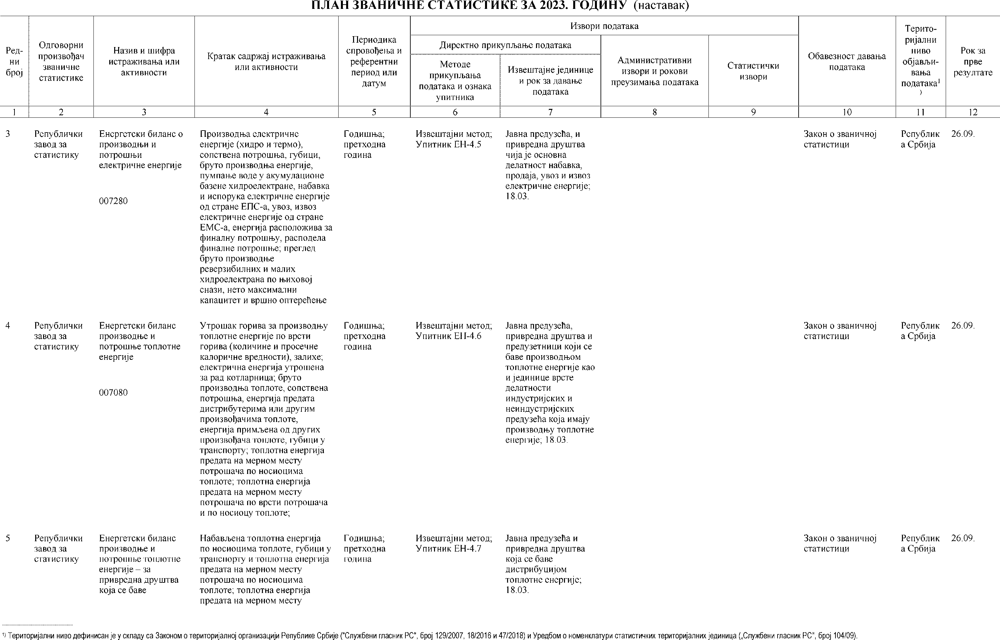 ПЛАН ЗВАНИЧНЕ СТАТИСТИКЕ ЗА 2023. ГОДИНУ (наставак)
Ред-
ни
број
Одговорни
произвођач
званичне
статистике
Назив и шифра
истраживања или
активности
Кратак садржај истраживања
или активности
Периодика
спровођења и
референтни
период или
датум
Извори података
Директно прикупљање података
Методе
прикупљања
података и ознака
упитника
Извештајне јединице
и рок за давање
података
Административни
извори и рокови
преузимања података
Статистички
извори
Обавезност давања
података
Терито-
ријални
ниво
објављи-
вања
података¹
⁾
Рок за
прве
резултате
1 2 3 4 5 6 7 8 9 10 11 12
3
Републички
завод за
статистику
Енергетски биланс о
производњи и
потрошњи
електричне енергије
007280
Производња електричне
енергије (хидро и термо),
сопствена потрошња, губици,
бруто производња енергије,
пумпање воде у акумулационе
базене хидроелектране, набавка
и испорука електричне енергије
од стране ЕПС-а, увоз, извоз
електричне енергије од стране
ЕМС-а, енергија расположива за
финалну потрошњу, расподела
финалне потрошње; преглед
бруто производње
реверзибилних и малих
хидроелектрана по њиховој
снази, нето максимални
капацитет и вршно оптерећење
Годишња;
претходна
година
Извештајни метод;
Упитник ЕН-4.5
Јавна предузећа, и
привредна друштва
чија је основна
делатност набавка,
продаја, увоз и извоз
електричне енергије;
18.03.
Закон о званичној
статистици
Републик
а Србија
26.09.
4
Републички
завод за
статистику
Енергетски биланс
производње и
потрошње топлотне
енергије
007080
Утрошак горива за производњу
топлотне енергије по врсти
горива (количине и просечне
калоричне вредности), залихе;
електрична енергија утрошена
за рад котларница; бруто
производња топлоте, сопствена
потрошња, енергија предата
дистрибутерима или другим
произвођачима топлоте,
енергија примљена од других
произвођача топлоте, губици у
транспорту; топлотна енергија
предата на мерном месту
потрошача по носиоцима
топлоте; топлотна енергија
предата на мерном месту
потрошача по врсти потрошача
и по носиоцу топлоте;
Годишња;
претходна
година
Извештајни метод;
Упитник ЕН-4.6
Јавна предузећа,
привредна друштва и
предузетници који се
баве производњом
топлотне енергије као
и јединице врсте
делатности
индустријских и
неиндустријских
предузећа која имају
производњу топлотне
енергије; 18.03.
Закон о званичној
статистици
Републик
а Србија
26.09.
5
Републички
завод за
статистику
Енергетски биланс
производње и
потрошње топлотне
енергије – за
привредна друштва
која се баве
Набављена топлотна енергија
по носиоцима топлоте, губици у
транспорту и топлотна енергија
предата на мерном месту
потрошача по носиоцима
топлоте; топлотна енергија
предата на мерном месту
Годишња;
претходна
година
Извештајни метод;
Упитник ЕН-4.7
Јавна предузећа и
привредна друштва
која се баве
дистрибуцијом
топлотне енергије;
18.03.
Закон о званичној
статистици
Републик
а Србија
26.09.
¹⁾ Територијални ниво дефинисан је у складу са Законом о територијалној организацији Републике Србије ("Службени гласник РС", број 129/2007, 18/2016 и 47/2018) и Уредбом о номенклатури статистичких територијалних јединица („Службени гласник РС", број 104/09).